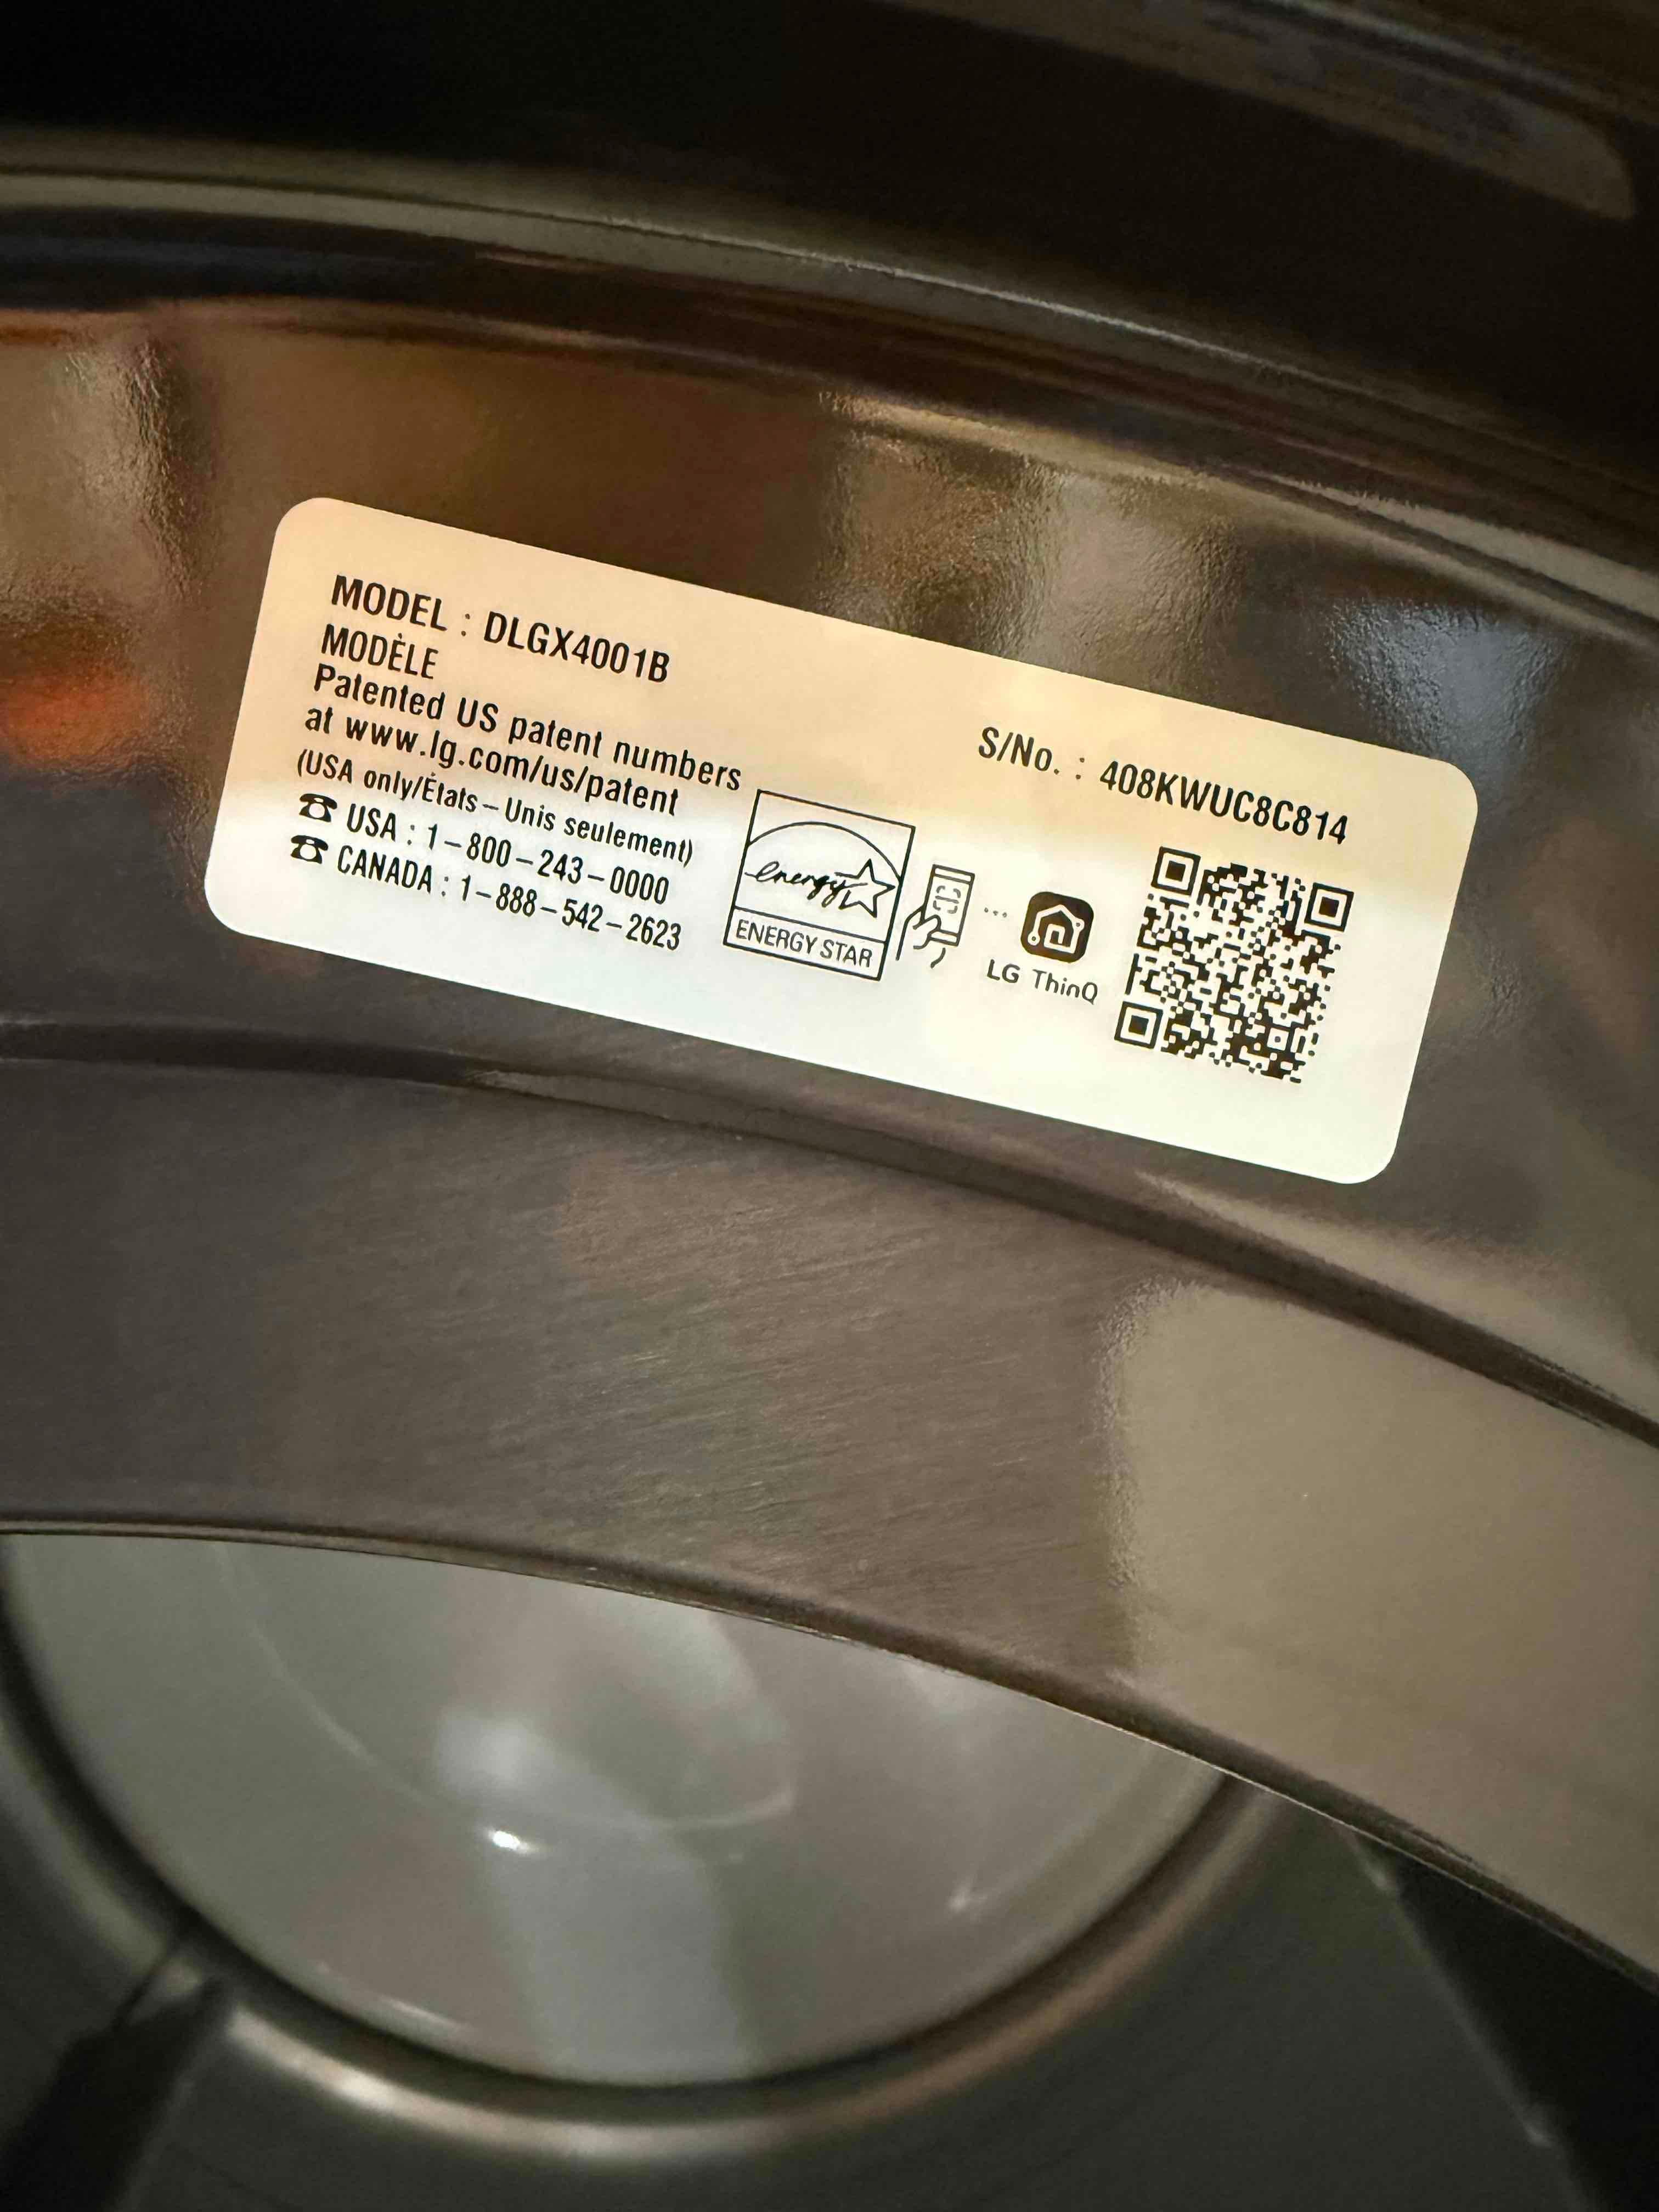 MODEL : DLGX4001B
MODÈLE
Patented US patent numbers
at www.lg.com/us/patent
(USA only/États-Unis seulement)
☎ USA : 1-800-243-0000
☎ CANADA : 1-888-542-2623
energy
ENERGY STAR
S/No. : 408KWUC8C814
LG ThinQ